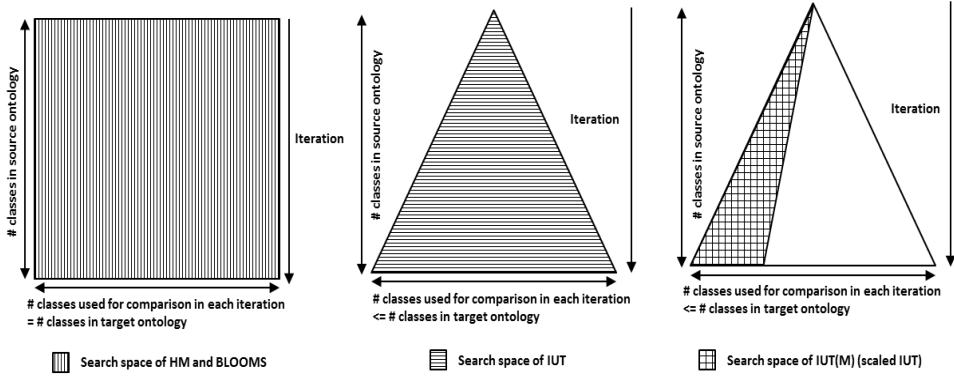 # classes in source ontology
Iteration
# classes used for comparison in each iteration
= # classes in target ontology
Search space of HM and BLOOMS
# classes in source ontology
Iteration
# classes used for comparison in each iteration
<= # classes in target ontology
Search space of IUT
# classes in source ontology
Iteration
# classes used for comparison in each iteration
<= # classes in target ontology
Search space of IUT(M) (scaled IUT)